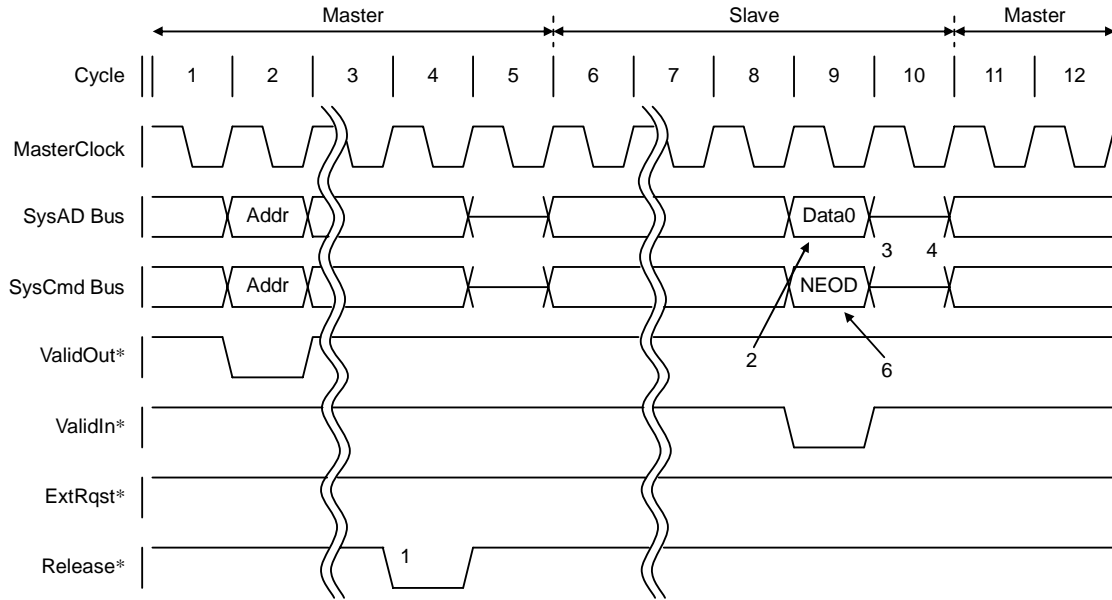 Master Slave Master
Cycle 1 2 3 4 5 6 7 8 9 10 11 12
MasterClock
SysAD Bus Addr Data0
3 4
SysCmd Bus Addr NEOD
ValidOut* 2
6
ValidIn*
ExtRqst*
1
Release*